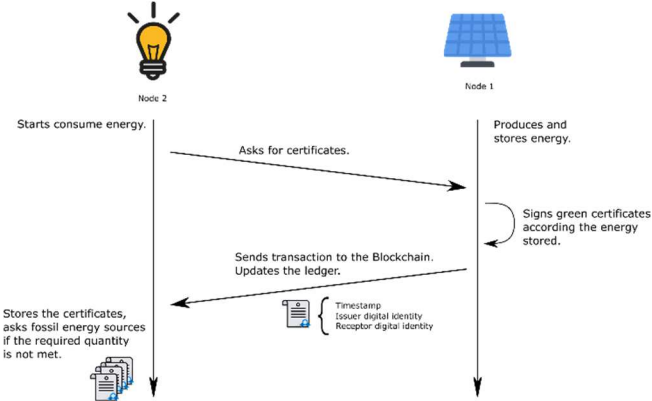 Node 2
Node 1
Starts consume energy.
Produces and
stores energy.
Asks for certificates.
Signs green certificates
according the energy
stored.
Sends transaction to the Blockchain.
Updates the ledger.
Timestamp
Issuer digital identity
Receptor digital identity
Stores the certificates,
asks fossil energy sources
if the required quantity
is not met.